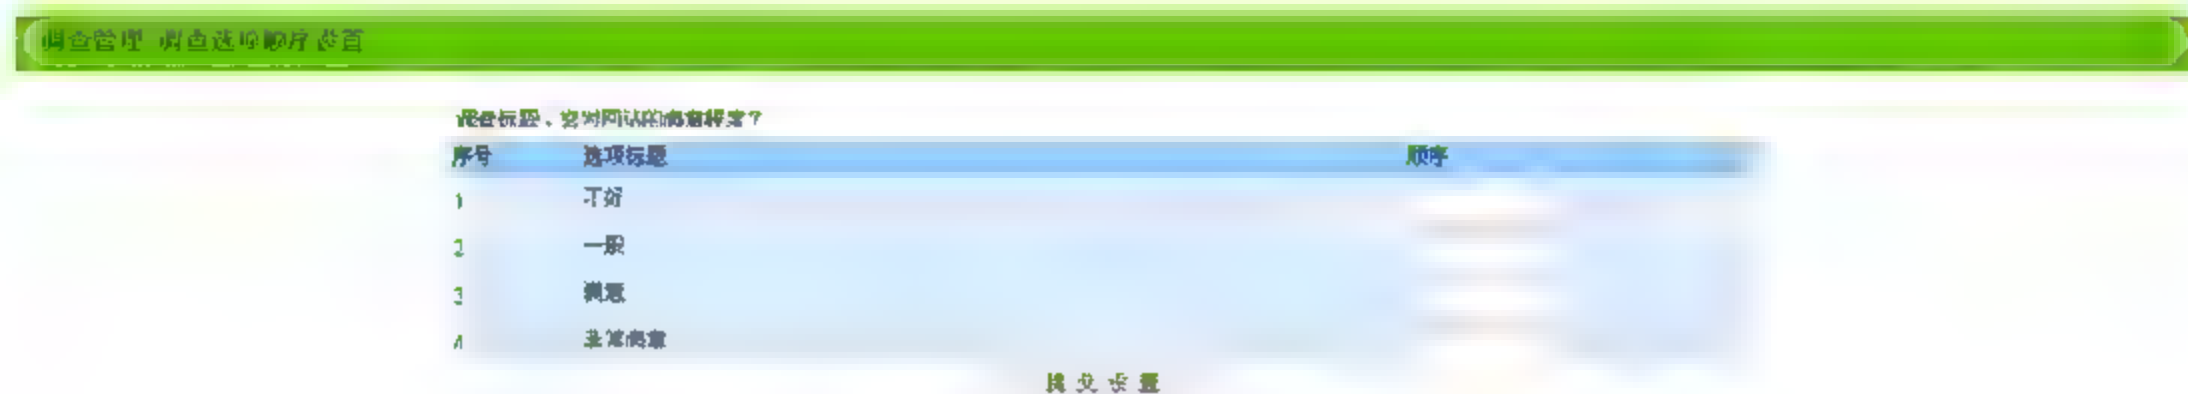 调查管理 调查选项顺序设置
调查标题：您对网站的满意程度？
序号 选项标题 顺序
1 不好
2 一般
3 满意
4 非常满意
提 交 设 置